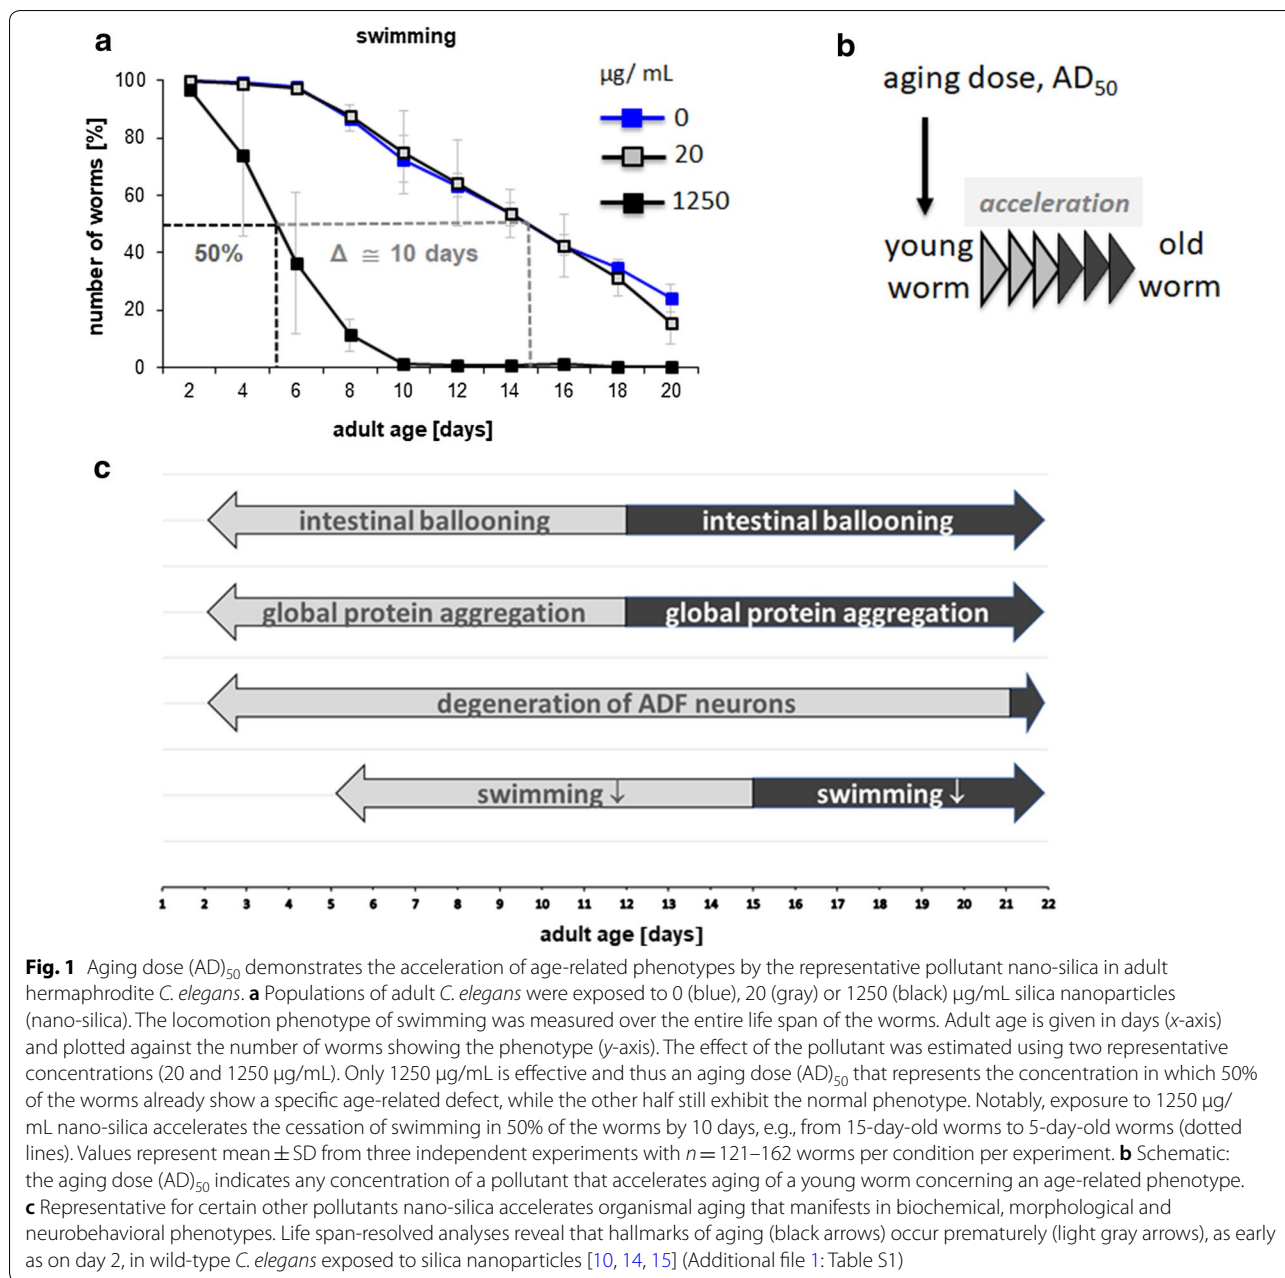 a
swimming
number of worms [%]
100
80
60
40
20
0
50%
Δ ≅ 10 days
2 4 6 8 10 12 14 16 18 20
adult age [days]
µg/ mL
0
20
1250
b
aging dose, AD50
acceleration
young worm
old worm
c
intestinal ballooning intestinal ballooning
global protein aggregation global protein aggregation
degeneration of ADF neurons
swimming ↓ swimming ↓
1 2 3 4 5 6 7 8 9 10 11 12 13 14 15 16 17 18 19 20 21 22
adult age [days]
Fig. 1 Aging dose (AD)50 demonstrates the acceleration of age-related phenotypes by the representative pollutant nano-silica in adult
hermaphrodite C. elegans. a Populations of adult C. elegans were exposed to 0 (blue), 20 (gray) or 1250 (black) µg/mL silica nanoparticles
(nano-silica). The locomotion phenotype of swimming was measured over the entire life span of the worms. Adult age is given in days (x-axis)
and plotted against the number of worms showing the phenotype (y-axis). The effect of the pollutant was estimated using two representative
concentrations (20 and 1250 µg/mL). Only 1250 µg/mL is effective and thus an aging dose (AD)50 that represents the concentration in which 50%
of the worms already show a specific age-related defect, while the other half still exhibit the normal phenotype. Notably, exposure to 1250 µg/
mL nano-silica accelerates the cessation of swimming in 50% of the worms by 10 days, e.g., from 15-day-old worms to 5-day-old worms (dotted
lines). Values represent mean ± SD from three independent experiments with n = 121–162 worms per condition per experiment. b Schematic:
the aging dose (AD)50 indicates any concentration of a pollutant that accelerates aging of a young worm concerning an age-related phenotype.
c Representative for certain other pollutants nano-silica accelerates organismal aging that manifests in biochemical, morphological and
neurobehavioral phenotypes. Life span-resolved analyses reveal that hallmarks of aging (black arrows) occur prematurely (light gray arrows), as early
as on day 2, in wild-type C. elegans exposed to silica nanoparticles [10, 14, 15] (Additional file 1: Table S1)